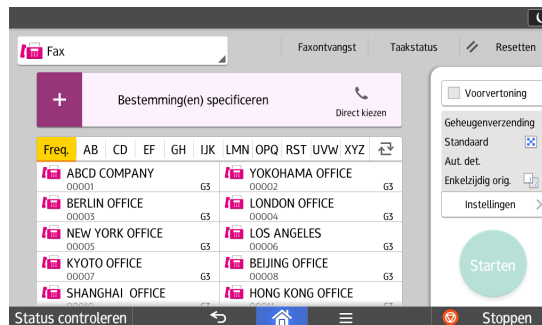 Fax
Faxontvangst
Taakstatus
Resetten
+
Bestemming(en) specificeren
Direct kiezen
Voorvertoning
Geheugenverzending
Standaard
Aut. det.
Enkelzijdig orig.
Instellingen
Starten
Freq. AB CD EF GH IJK LMN OPQ RST UVW XYZ
ABCD COMPANY
00001 G3
YOKOHAMA OFFICE
00002 G3
BERLIN OFFICE
00003 G3
LONDON OFFICE
00004 G3
NEW YORK OFFICE
00005 G3
LOS ANGELES
00006 G3
KYOTO OFFICE
00007 G3
BEIJING OFFICE
00008 G3
SHANGHAI OFFICE
HONG KONG OFFICE
Status controleren
Stoppen